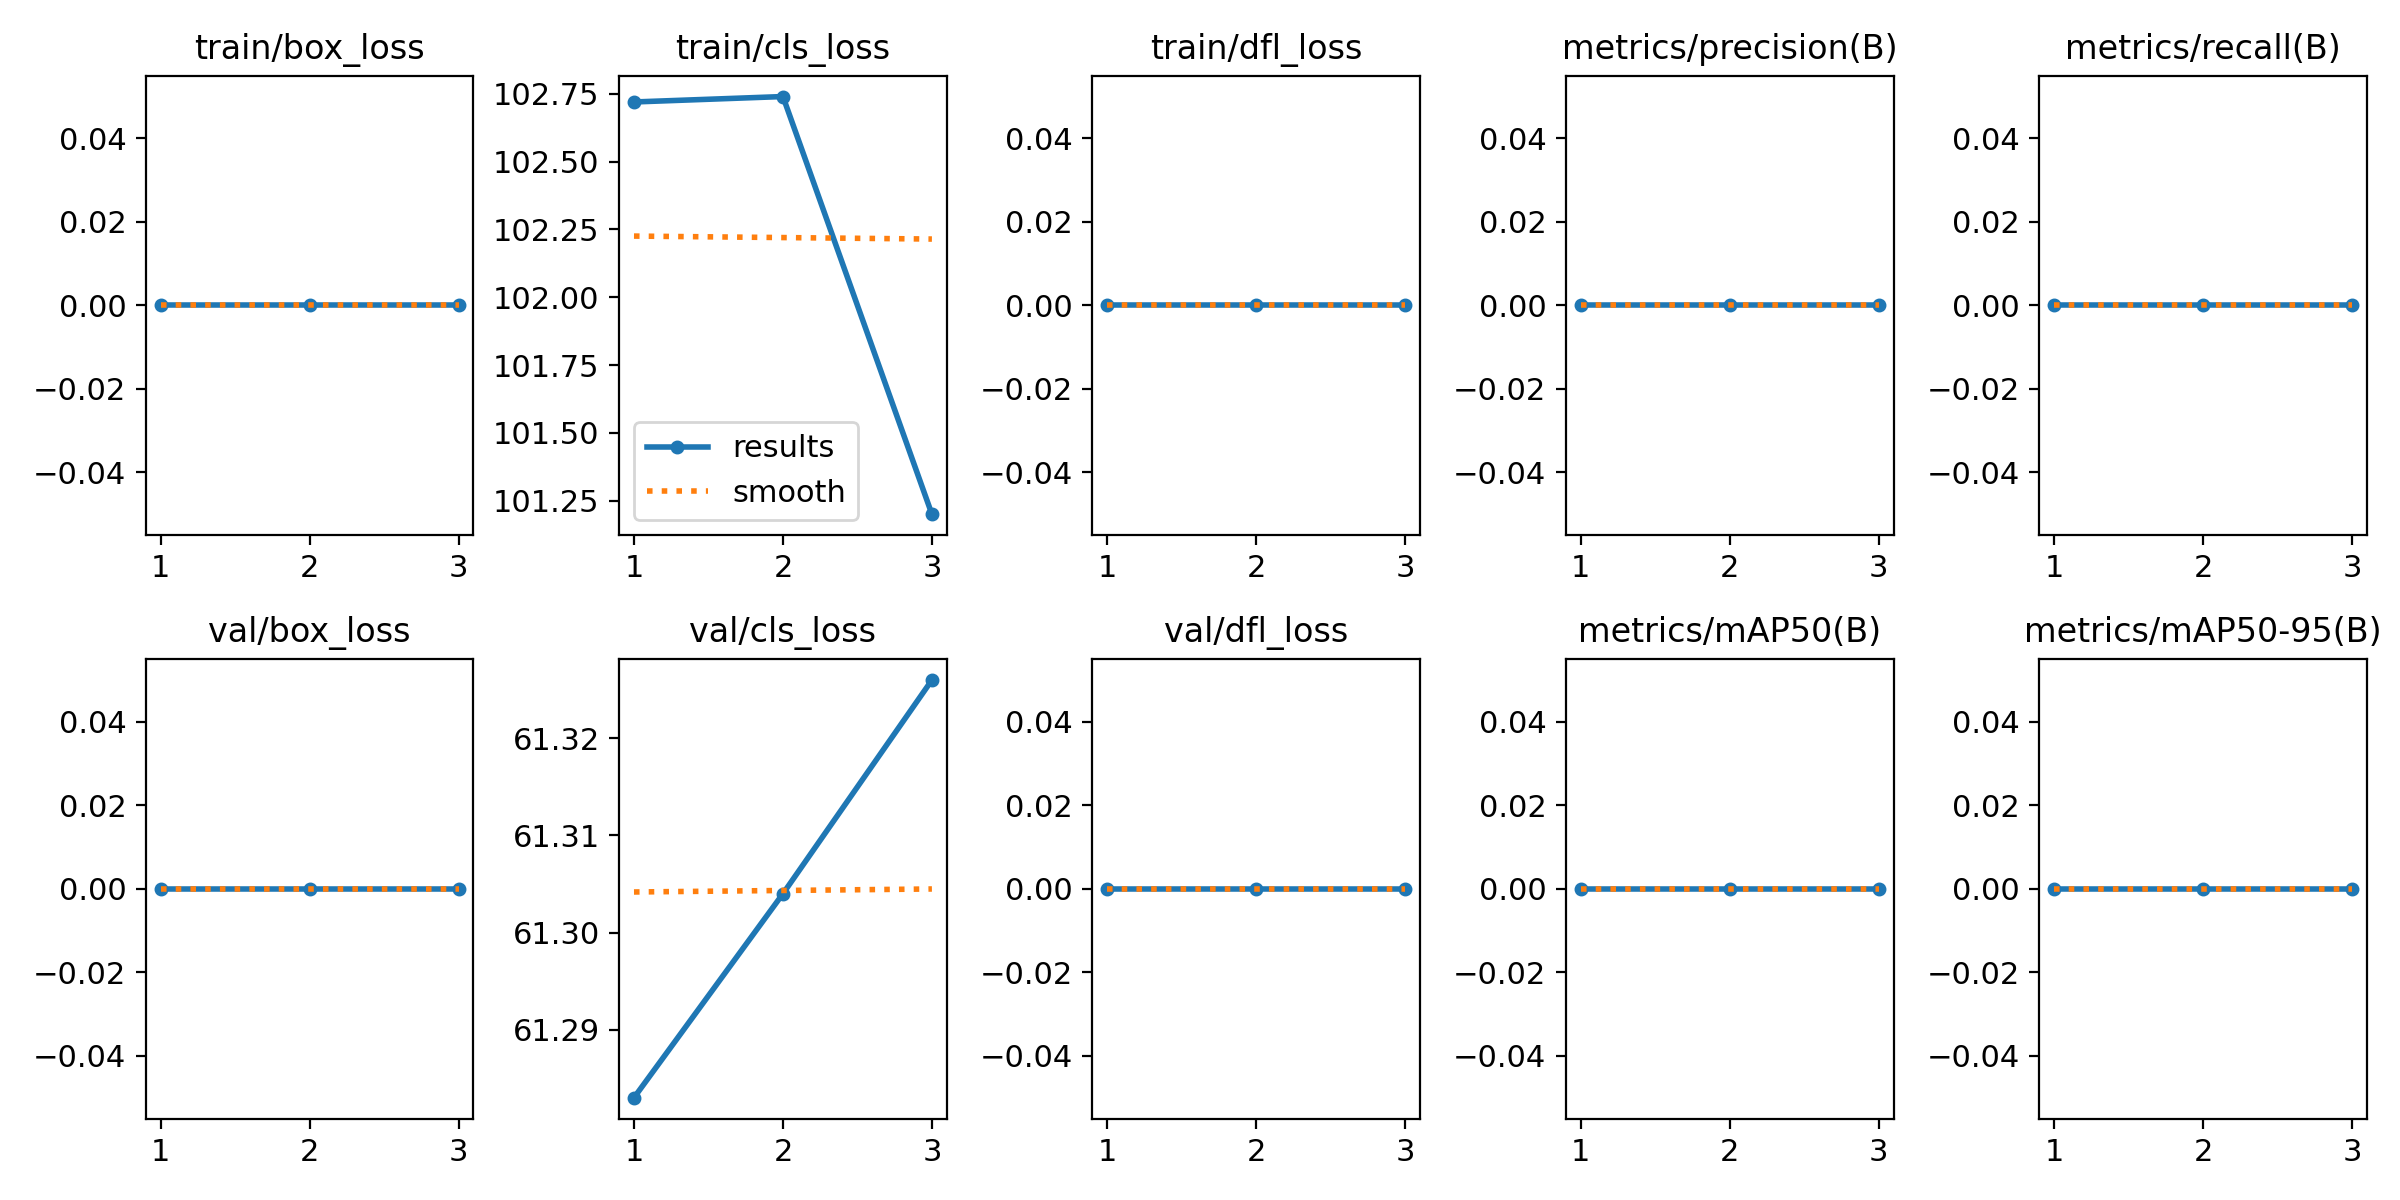 train/box_loss
train/cls_loss
train/dfl_loss
metrics/precision(B)
metrics/recall(B)
0.04
0.02
0.00
−0.02
−0.04
1 2 3
102.75
102.50
102.25
102.00
101.75
101.50
101.25
results
smooth
1 2 3
0.04
0.02
0.00
−0.02
−0.04
1 2 3
0.04
0.02
0.00
−0.02
−0.04
1 2 3
0.04
0.02
0.00
−0.02
−0.04
1 2 3
val/box_loss
val/cls_loss
val/dfl_loss
metrics/mAP50(B)
metrics/mAP50-95(B)
0.04
0.02
0.00
−0.02
−0.04
1 2 3
61.32
61.31
61.30
61.29
1 2 3
0.04
0.02
0.00
−0.02
−0.04
1 2 3
0.04
0.02
0.00
−0.02
−0.04
1 2 3
0.04
0.02
0.00
−0.02
−0.04
1 2 3